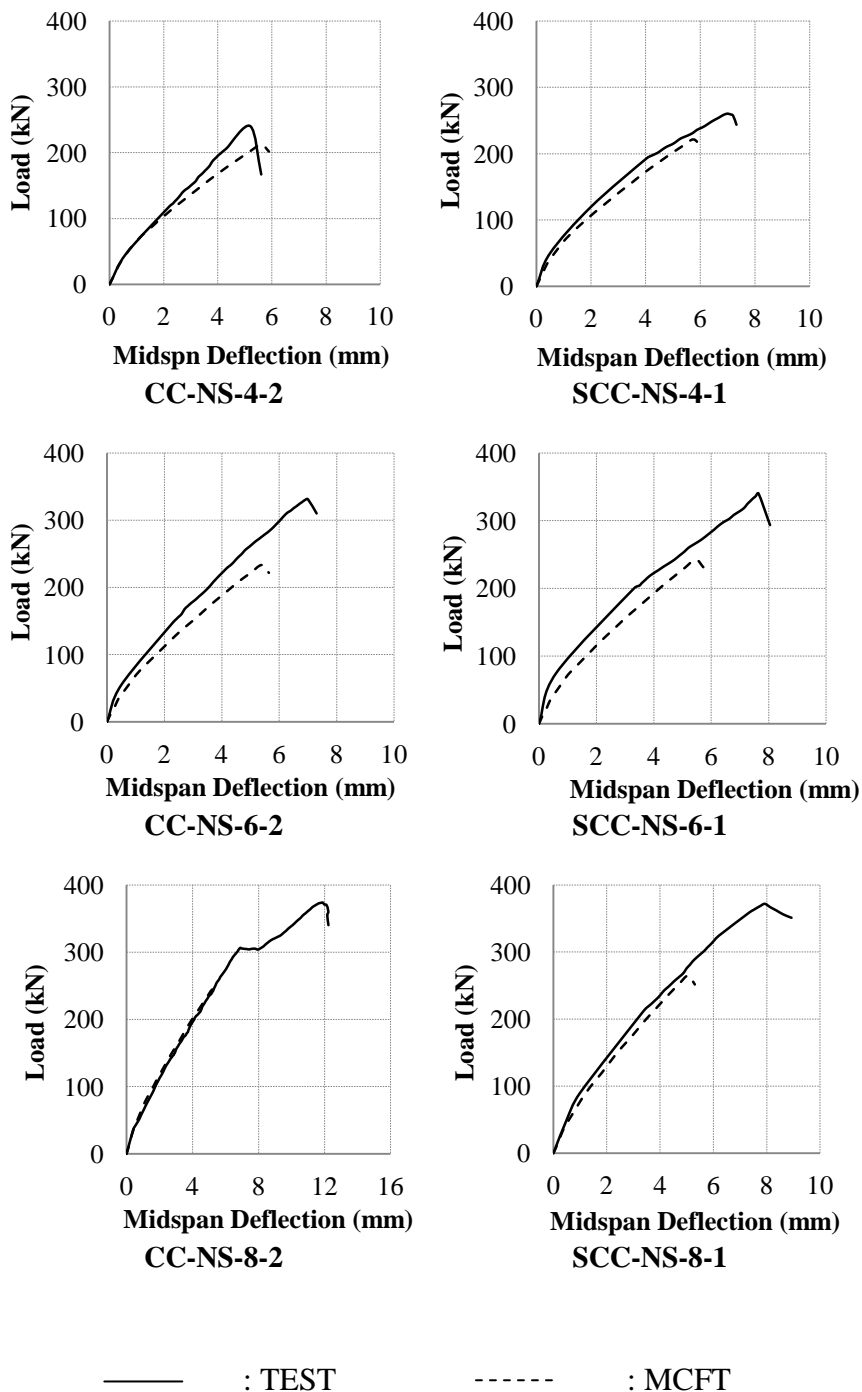 400
300
200
100
0
0 2 4 6 8 10
Load (kN)
Midspn Deflection (mm)
CC-NS-4-2
400
300
200
100
0
0 2 4 6 8 10
Load (kN)
Midspan Deflection (mm)
SCC-NS-4-1
400
300
200
100
0
0 2 4 6 8 10
Load (kN)
Midspan Deflection (mm)
CC-NS-6-2
400
300
200
100
0
0 2 4 6 8 10
Load (kN)
Midspan Deflection (mm)
SCC-NS-6-1
400
300
200
100
0
0 4 8 12 16
Load (kN)
Midspan Deflection (mm)
CC-NS-8-2
400
300
200
100
0
0 2 4 6 8 10
Load (kN)
Midspan Deflection (mm)
SCC-NS-8-1
: TEST : MCFT